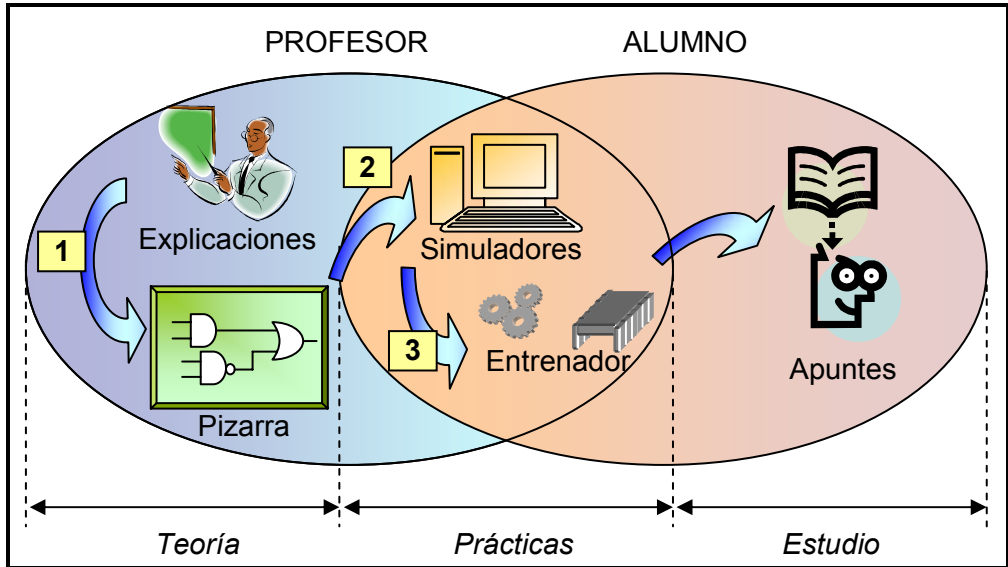 PROFESOR
ALUMNO
1
Explicaciones
Pizarra
2
Simuladores
3
Entrenador
Apuntes
Teoría
Prácticas
Estudio